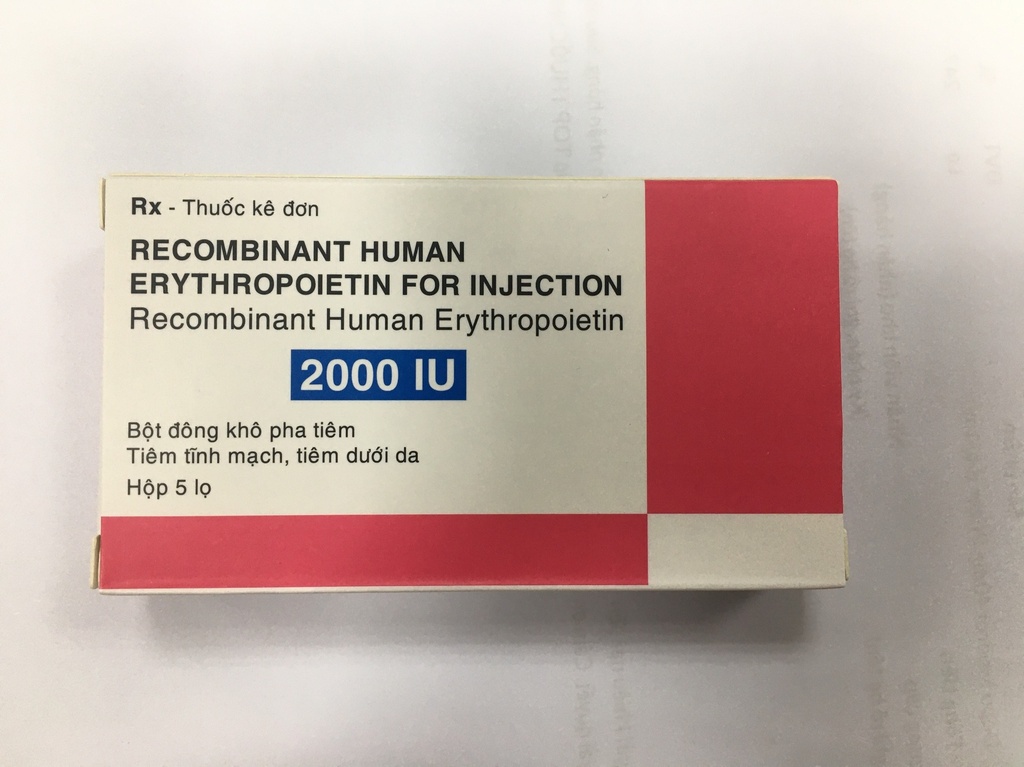 Rx - Thuốc kê đơn
RECOMBINANT HUMAN
ERYTHROPOIETIN FOR INJECTION
Recombinant Human Erythropoietin
2000 IU
Bột đông khô pha tiêm
Tiêm tĩnh mạch, tiêm dưới da
Hộp 5 lọ